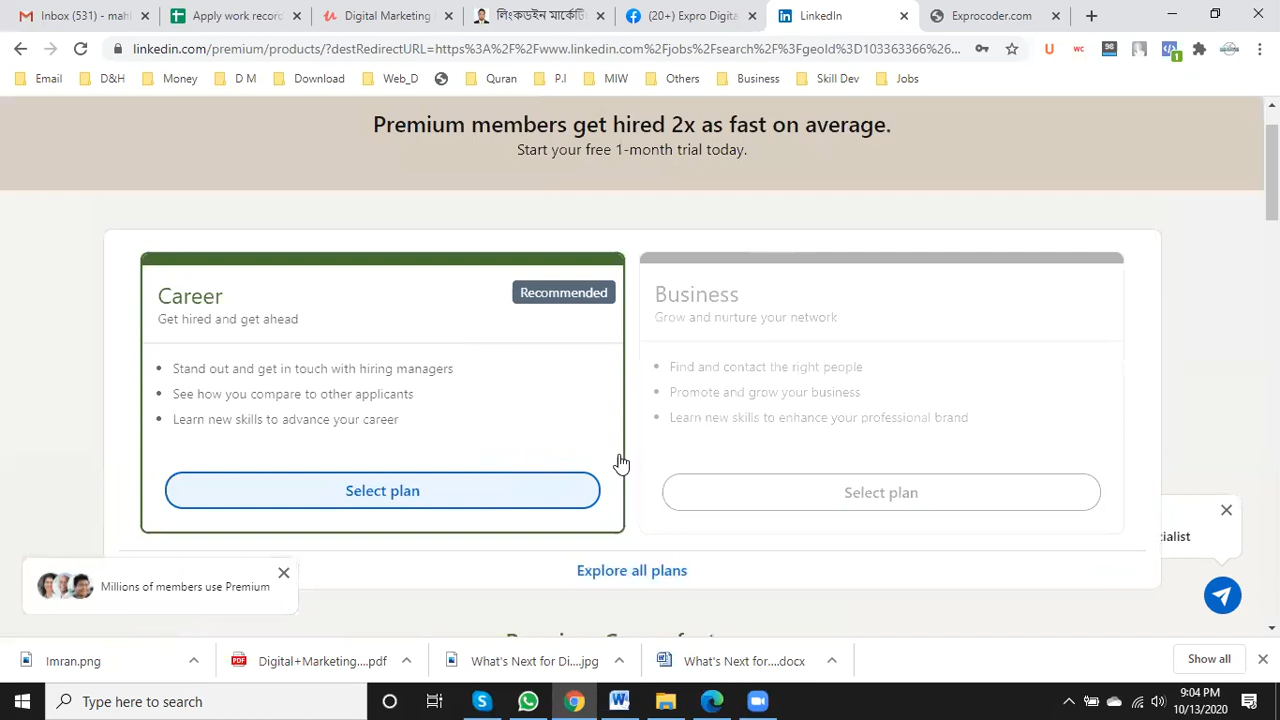 Inbox (531) - mah
Apply work record
Digital Marketing
লিংকডইন মার্কেটি
(20+) Expro Digita
LinkedIn
Exprocoder.com
linkedin.com/premium/products/?destRedirectURL=https%3A%2F%2Fwww.linkedin.com%2Fjobs%2Fsearch%2F%3FgeoId%3D103363366%26...
Email
D&H
Money
D M
Download
Web_D
Quran
P.I
MIW
Others
Business
Skill Dev
Jobs
Premium members get hired 2x as fast on average.
Start your free 1-month trial today.
Career
Recommended
Get hired and get ahead
Stand out and get in touch with hiring managers
See how you compare to other applicants
Learn new skills to advance your career
Select plan
Business
Grow and nurture your network
Find and contact the right people
Promote and grow your business
Learn new skills to enhance your professional brand
Select plan
Explore all plans
Millions of members use Premium
cialist
Imran.png
Digital+Marketing....pdf
What's Next for Di....jpg
What's Next for....docx
Show all
Type here to search
9:04 PM
10/13/2020